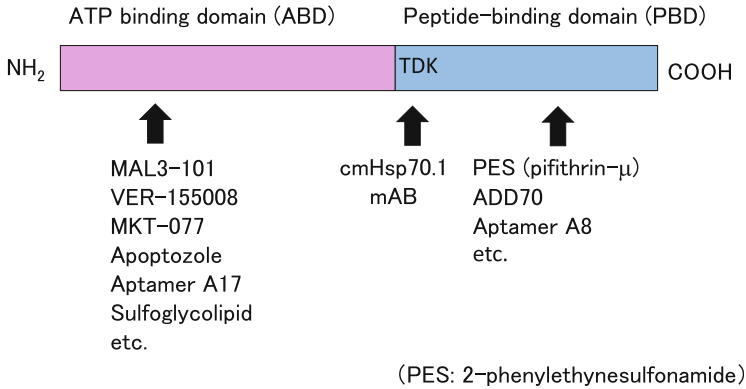 ATP binding domain (ABD)
Peptide-binding domain (PBD)
NH2
TDK
COOH
MAL3-101
VER-155008
MKT-077
Apoptozole
Aptamer A17
Sulfoglycolipid
etc.
cmHsp70.1
mAB
PES (pifithrin-μ)
ADD70
Aptamer A8
etc.
(PES: 2-phenylethynesulfonamide)